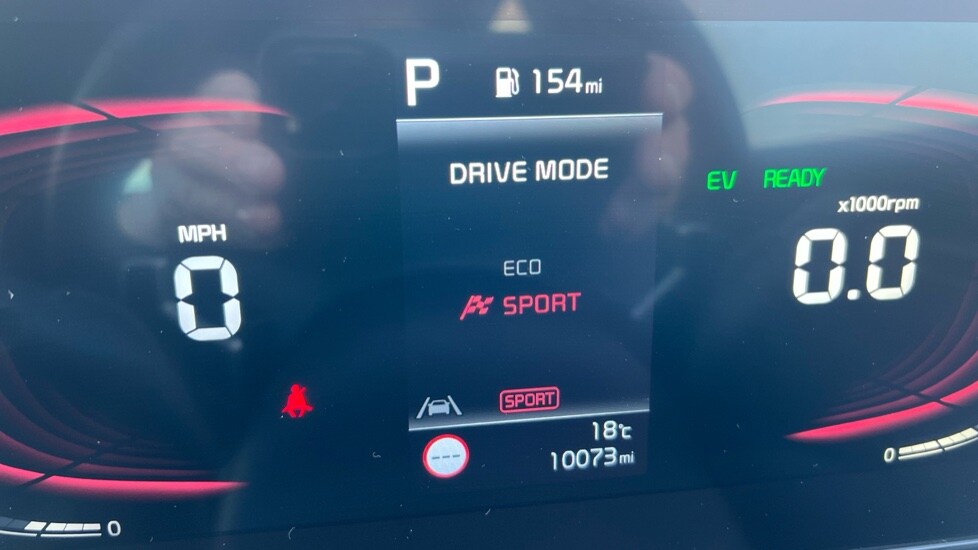 P 154mi
DRIVE MODE
EV READY
x1000rpm
MPH
0
0.0
ECO
SPORT
SPORT
---
18°c
10073mi
0
0